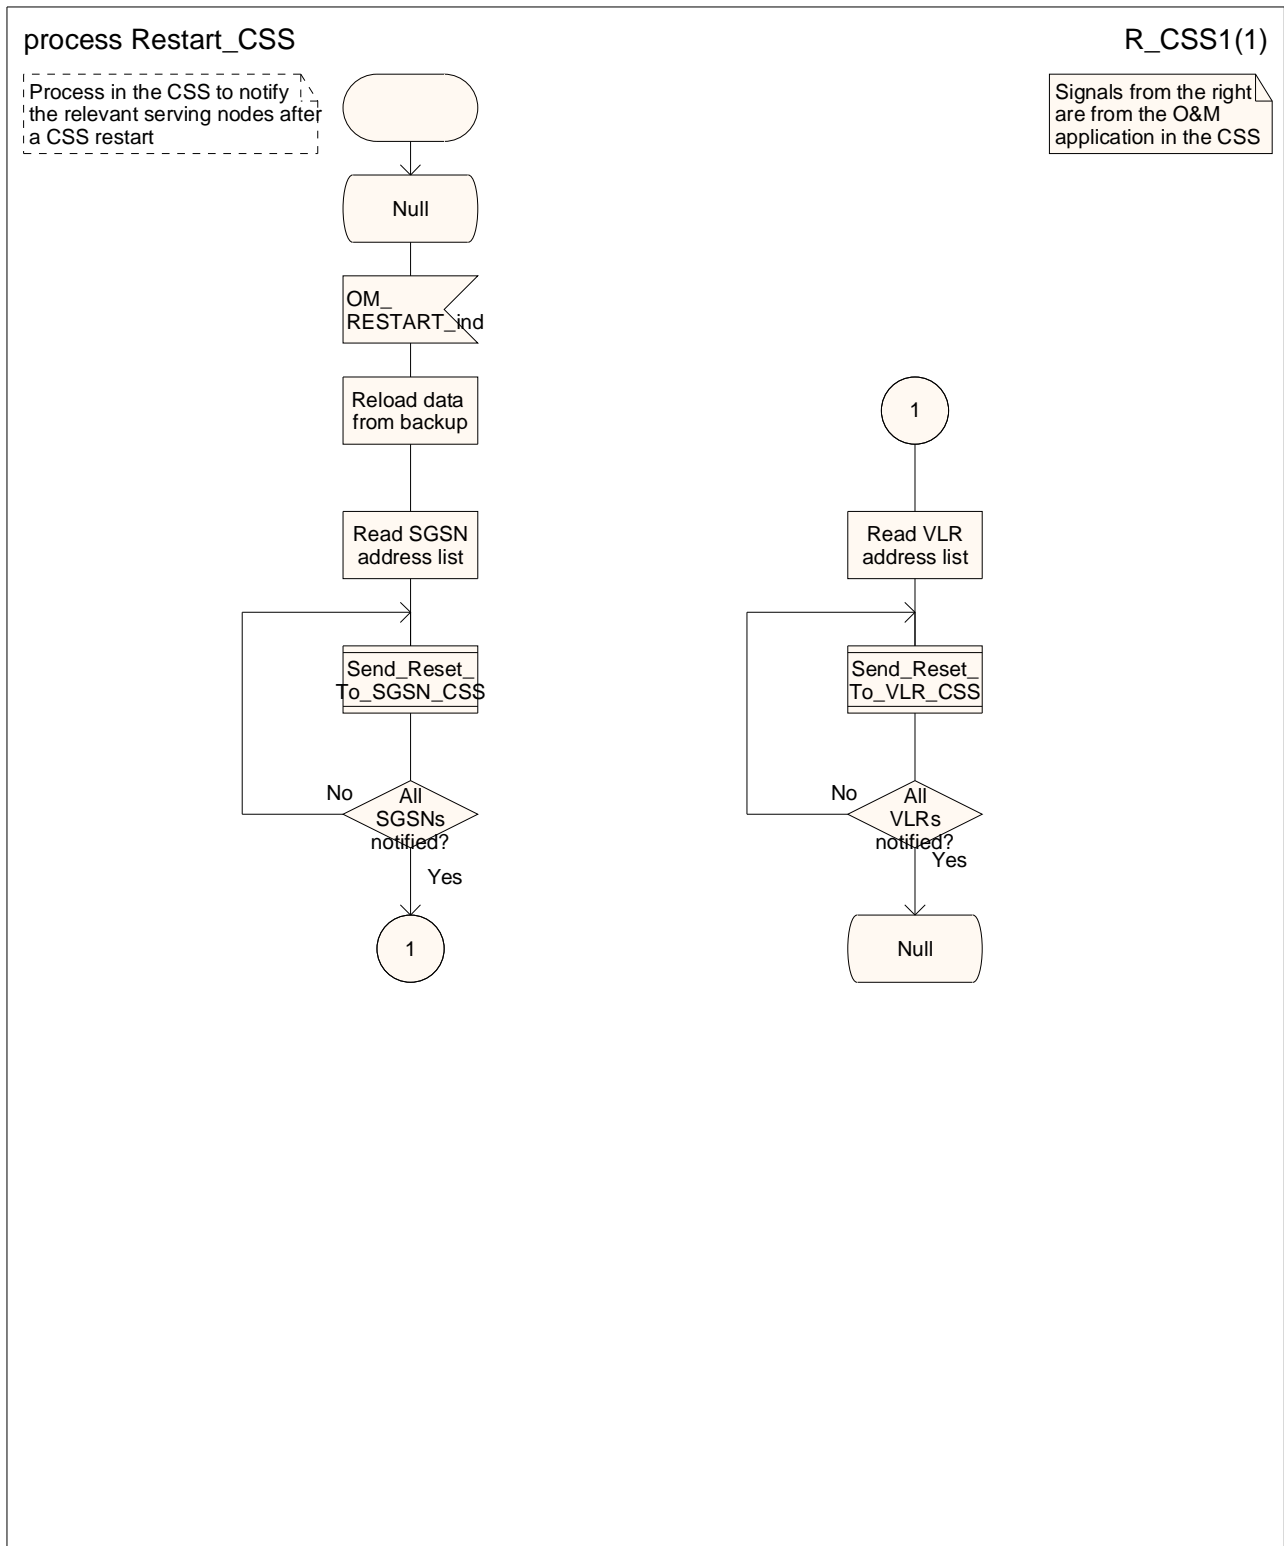 process Restart_CSS
R_CSS1(1)
Process in the CSS to notify
the relevant serving nodes after
a CSS restart
Signals from the right
are from the O&M
application in the CSS
Null
OM_
RESTART_ind
Reload data
from backup
Read SGSN
address list
Send_Reset_
To_SGSN_CSS
No
All
SGSNs
notified?
Yes
1
1
Read VLR
address list
Send_Reset_
To_VLR_CSS
No
All
VLRs
notified?
Yes
Null